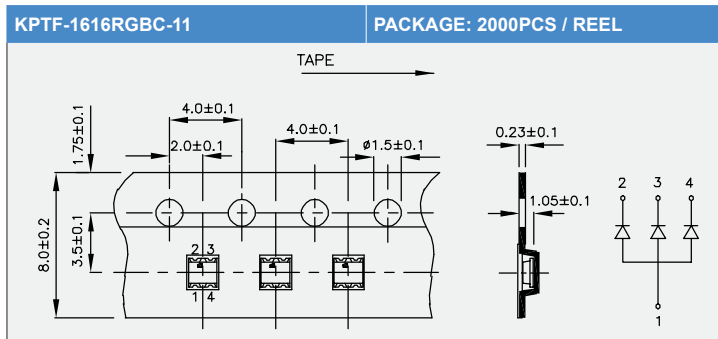 KPTF-1616RGBC-11
PACKAGE: 2000PCS / REEL
TAPE
4.0±0.1
4.0±0.1
2.0±0.1
ø1.5±0.1
1.75±0.1
8.0±0.2
3.5±0.1
2 3
1 4
0.23±0.1
1.05±0.1
2 3 4
1